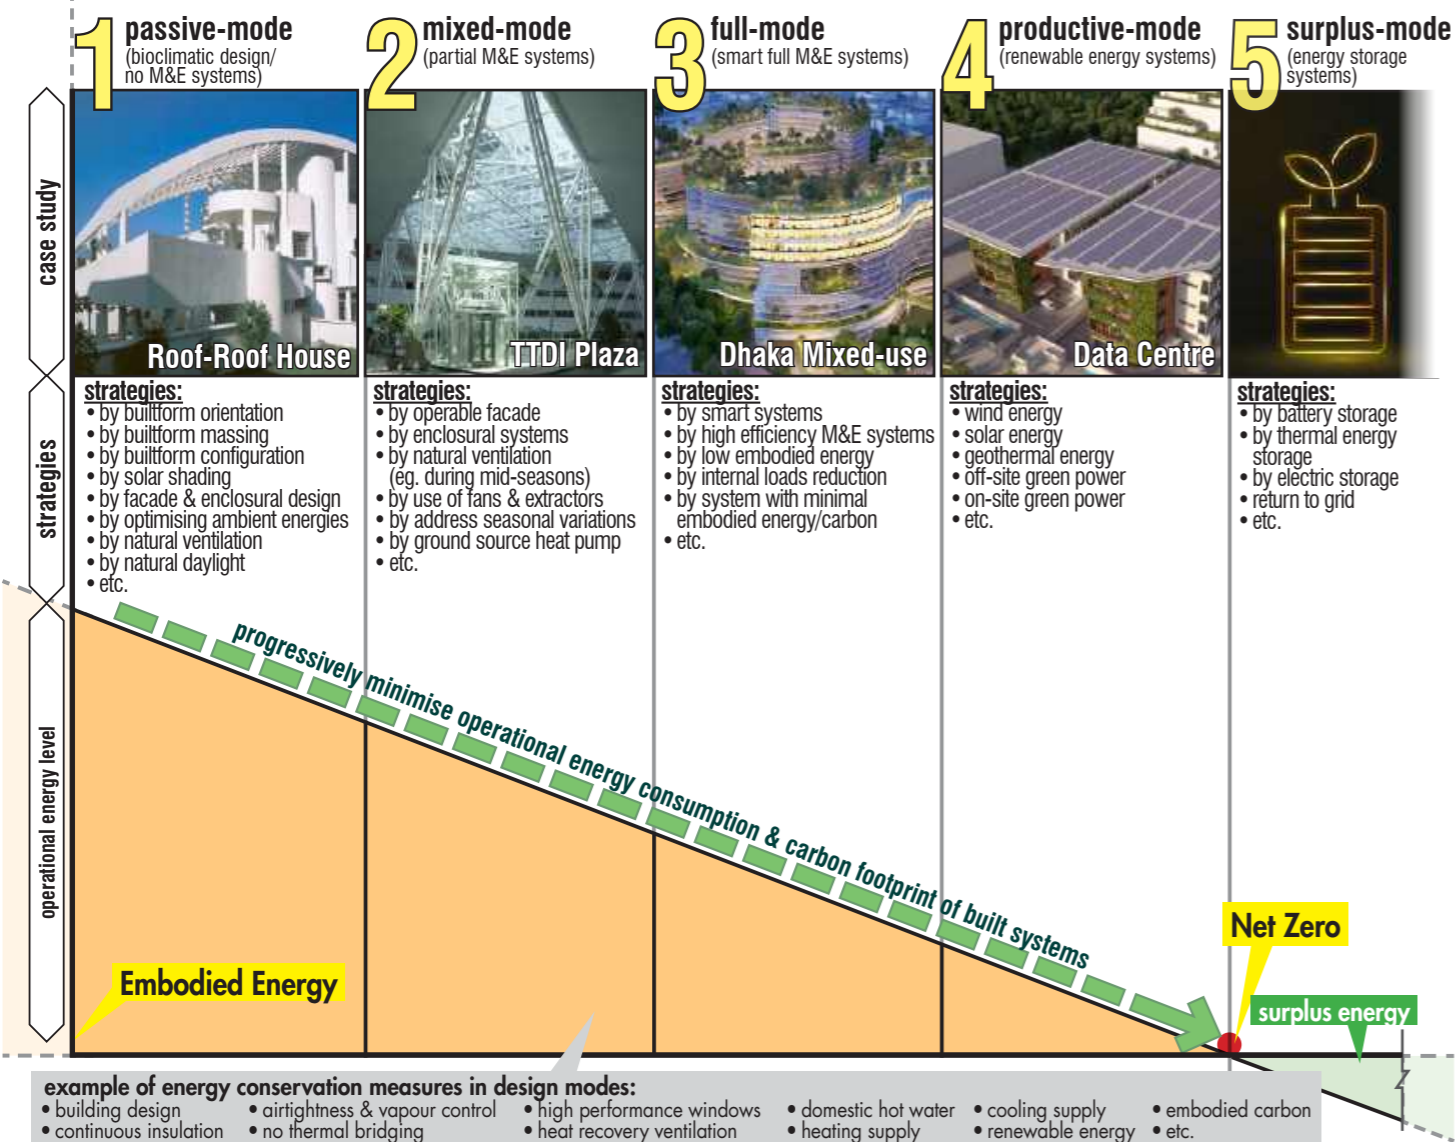 1 passive-mode
(bioclimatic design/
no M&E systems)
2 mixed-mode
(partial M&E systems)
3 full-mode
(smart full M&E systems)
4 productive-mode
(renewable energy systems)
5 surplus-mode
(energy storage
systems)
case study
Roof-Roof House
TTDI Plaza
Dhaka Mixed-use
Data Centre
strategies
strategies:
• by builtform orientation
• by builtform massing
• by builtform configuration
• by solar shading
• by facade & enclosural design
• by optimising ambient energies
• by natural ventilation
• by natural daylight
• etc.
strategies:
• by operable facade
• by enclosural systems
• by natural ventilation
(eg. during mid-seasons)
• by use of fans & extractors
• by address seasonal variations
• by ground source heat pump
• etc.
strategies:
• by smart systems
• by high efficiency M&E systems
• by low embodied energy
• by internal loads reduction
• by system with minimal
embodied energy/carbon
• etc.
strategies:
• wind energy
• solar energy
• geothermal energy
• off-site green power
• on-site green power
• etc.
strategies:
• by battery storage
• by thermal energy
storage
• by electric storage
• return to grid
• etc.
operational energy level
progressively minimise operational energy consumption & carbon footprint of built systems
Embodied Energy
Net Zero
surplus energy
example of energy conservation measures in design modes:
• building design
• continuous insulation
• airtightness & vapour control
• no thermal bridging
• high performance windows
• heat recovery ventilation
• domestic hot water
• heating supply
• cooling supply
• renewable energy
• embodied carbon
• etc.